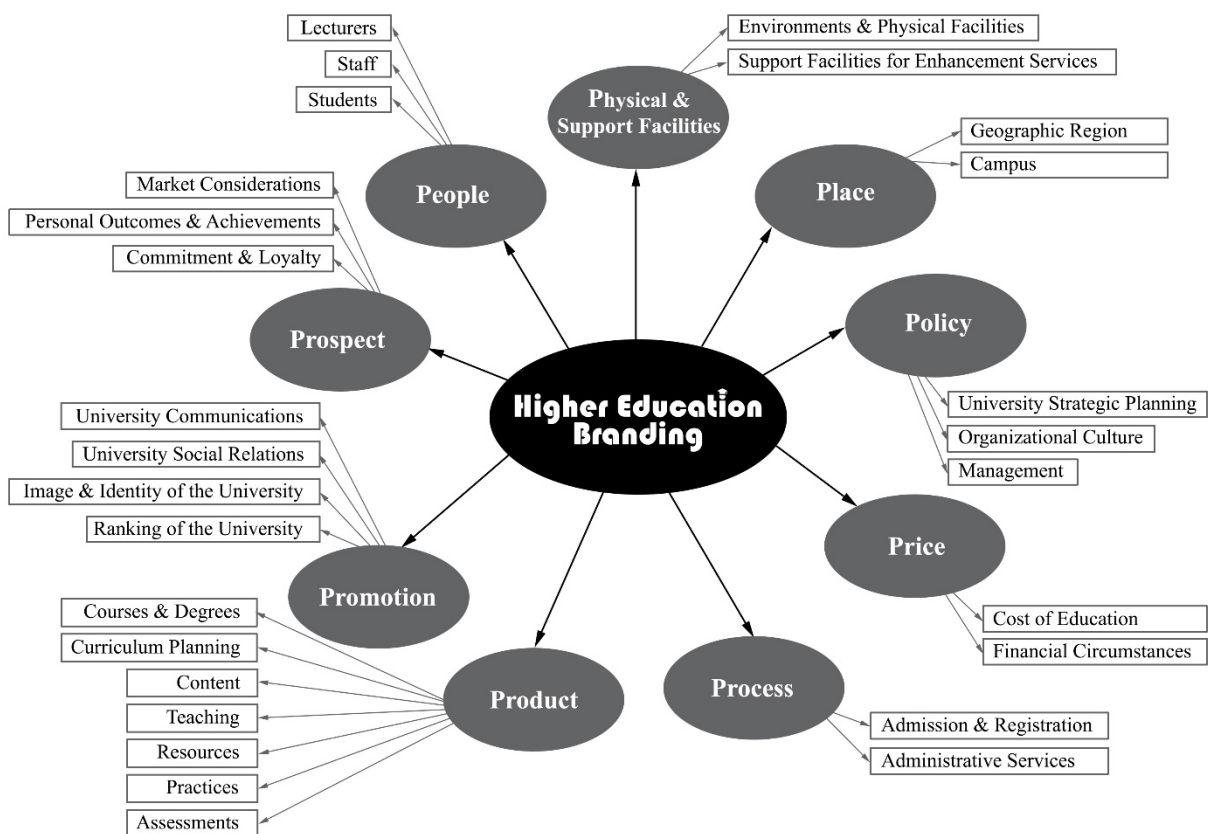 Lecturers
Staff
Students
People
Environments & Physical Facilities
Support Facilities for Enhancement Services
Physical &
Support Facilities
Geographic Region
Campus
Place
Market Considerations
Personal Outcomes & Achievements
Commitment & Loyalty
Prospect
Policy
University Strategic Planning
Organizational Culture
Management
Higher Education
Branding
University Communications
University Social Relations
Image & Identity of the University
Ranking of the University
Promotion
Price
Cost of Education
Financial Circumstances
Courses & Degrees
Curriculum Planning
Content
Teaching
Resources
Practices
Assessments
Product
Process
Admission & Registration
Administrative Services